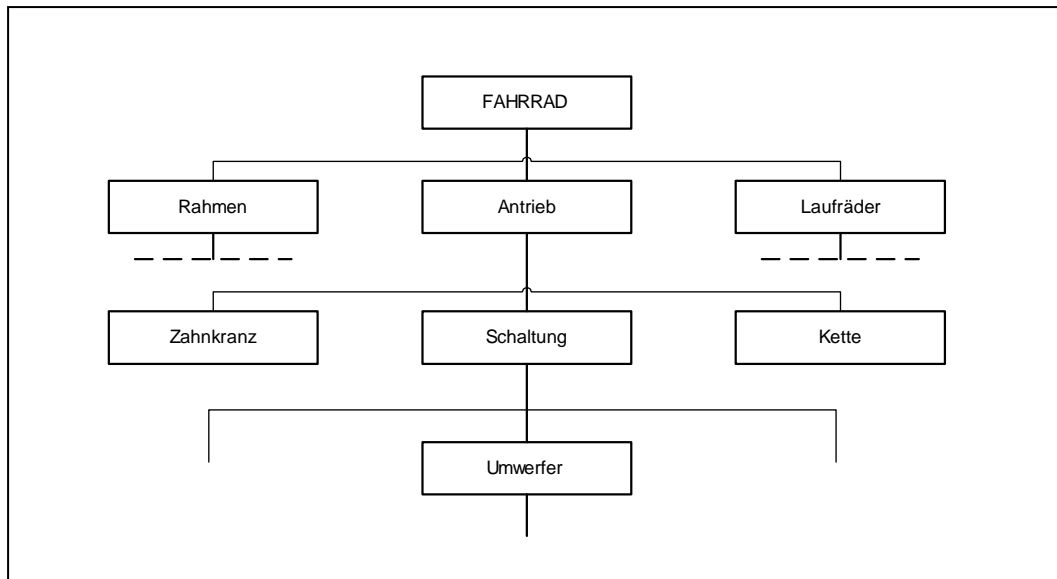 FAHRRAD
Rahmen
Antrieb
Laufräder
Zahnkranz
Schaltung
Kette
Umwerfer